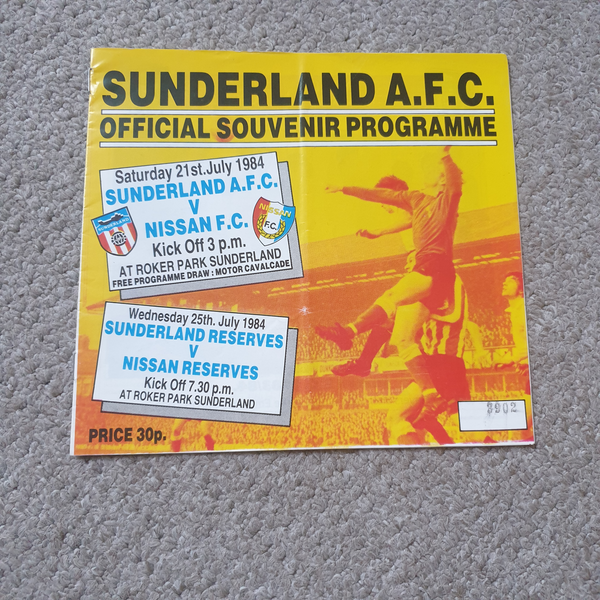 SUNDERLAND A.F.C.
OFFICIAL SOUVENIR PROGRAMME
Saturday 21st.July 1984
SUNDERLAND A.F.C.
V
NISSAN F.C.
Kick Off 3 p.m.
AT ROKER PARK SUNDERLAND
FREE PROGRAMME DRAW : MOTOR CAVALCADE
NISSAN
F.C.
Wednesday 25th. July 1984
SUNDERLAND RESERVES
V
NISSAN RESERVES
Kick Off 7.30 p.m.
AT ROKER PARK SUNDERLAND
3902
PRICE 30p.